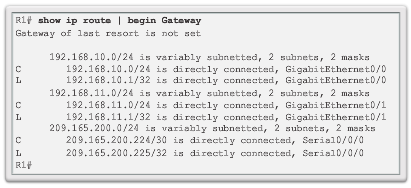 R1# show ip route | begin Gateway
Gateway of last resort is not set
192.168.10.0/24 is variably subnetted, 2 subnets, 2 masks
C 192.168.10.0/24 is directly connected, GigabitEthernet0/0
L 192.168.10.1/32 is directly connected, GigabitEthernet0/0
192.168.11.0/24 is variably subnetted, 2 subnets, 2 masks
C 192.168.11.0/24 is directly connected, GigabitEthernet0/1
L 192.168.11.1/32 is directly connected, GigabitEthernet0/1
209.165.200.0/24 is variably subnetted, 2 subnets, 2 masks
C 209.165.200.224/30 is directly connected, Serial0/0/0
L 209.165.200.225/32 is directly connected, Serial0/0/0
R1#